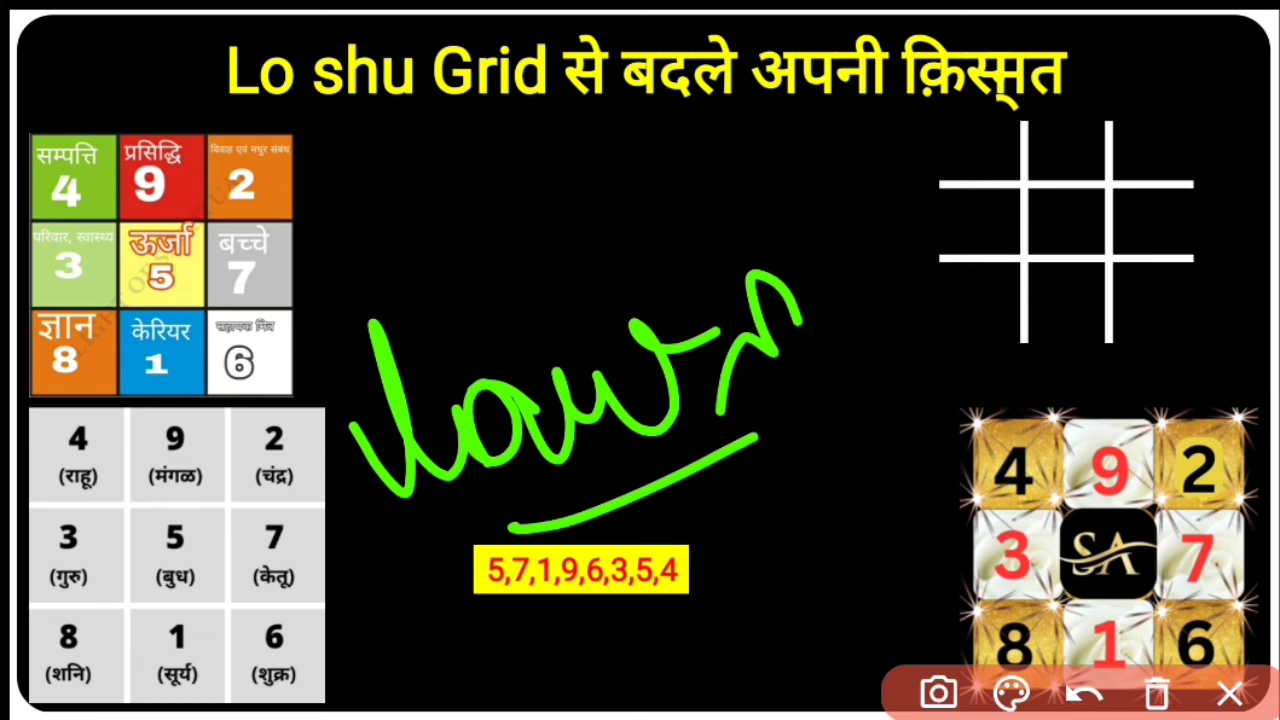 Lo shu Grid से बदले अपनी क़िस्म्त
सम्पत्ति प्रसिद्धि विवाह एवं मधुर संबंध
4 9 2
परिवार, स्वास्थ्य ऊर्जा बच्चे
3 5 7
ज्ञान केरियर सहायक मित्र
8 1 6
4 9 2
(राहू) (मंगळ) (चंद्र)
3 5 7
(गुरु) (बुध) (केतू)
8 1 6
(शनि) (सूर्य) (शुक्र)
5,7,1,9,6,3,5,4
4 9 2
3 SA 7
8 1 6